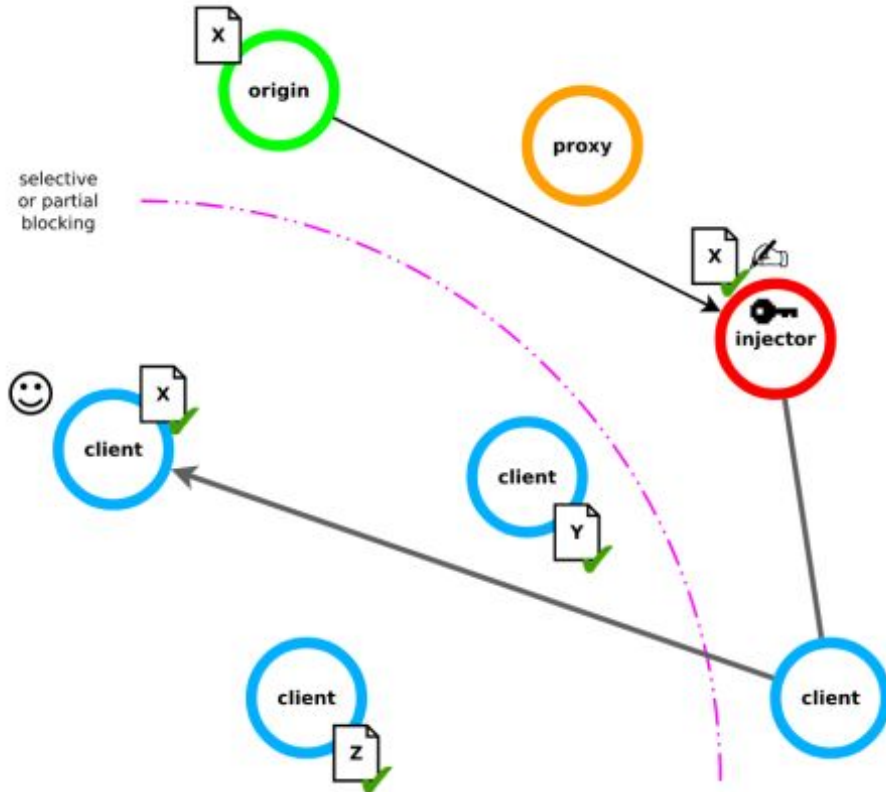 X
origin
proxy
selective
or partial
blocking
X
injector
X
client
client
Y
client
client
Z